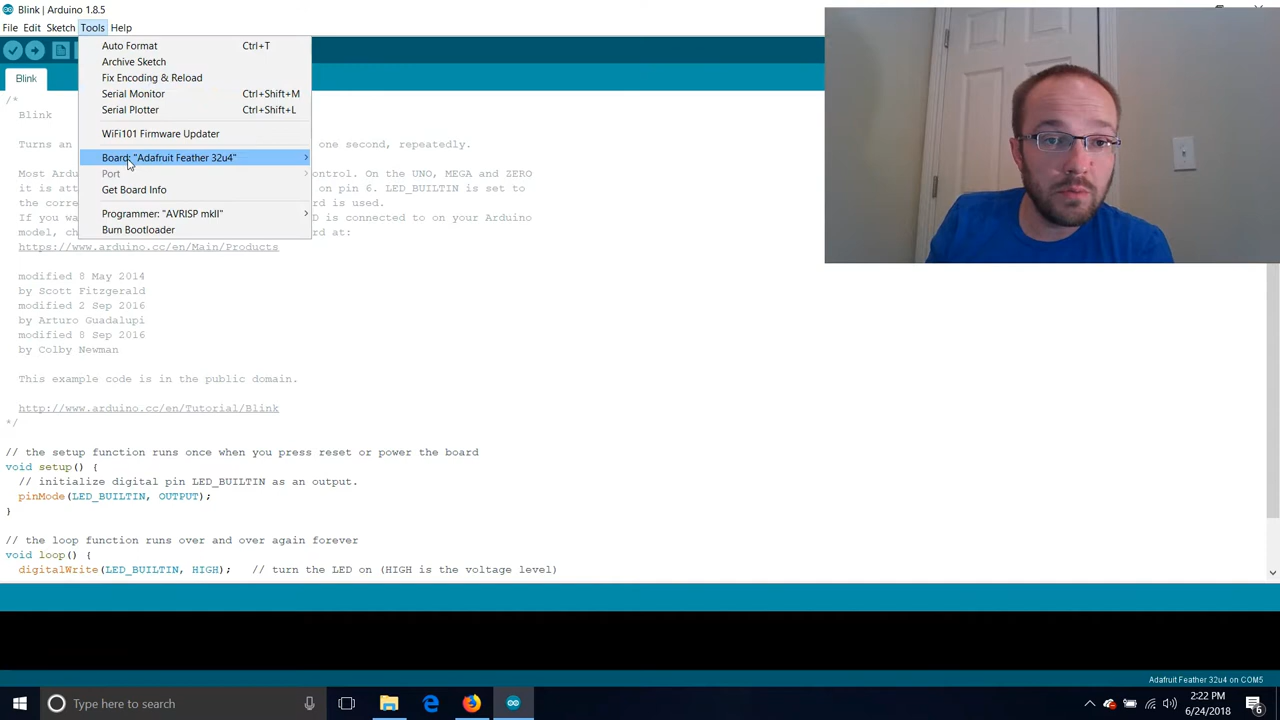 Blink | Arduino 1.8.5
File Edit Sketch Tools Help
Auto Format Ctrl+T
Archive Sketch
Fix Encoding & Reload
Serial Monitor Ctrl+Shift+M
Serial Plotter Ctrl+Shift+L
WiFi101 Firmware Updater
Board: "Adafruit Feather 32u4"
Port
Get Board Info
Programmer: "AVRISP mkII"
Burn Bootloader
Blink
/*
Blink
Turns an one second, repeatedly.
Most Ardu ntrol. On the UNO, MEGA and ZERO
it is att on pin 6. LED_BUILTIN is set to
the corre rd is used.
If you wa D is connected to on your Arduino
model, ch rd at:
https://www.arduino.cc/en/Main/Products
modified 8 May 2014
by Scott Fitzgerald
modified 2 Sep 2016
by Arturo Guadalupi
modified 8 Sep 2016
by Colby Newman
This example code is in the public domain.
http://www.arduino.cc/en/Tutorial/Blink
*/
// the setup function runs once when you press reset or power the board
void setup() {
// initialize digital pin LED_BUILTIN as an output.
pinMode(LED_BUILTIN, OUTPUT);
}
// the loop function runs over and over again forever
void loop() {
digitalWrite(LED_BUILTIN, HIGH); // turn the LED on (HIGH is the voltage level)
Adafruit Feather 32u4 on COM5
Type here to search
2:22 PM
6/24/2018
6